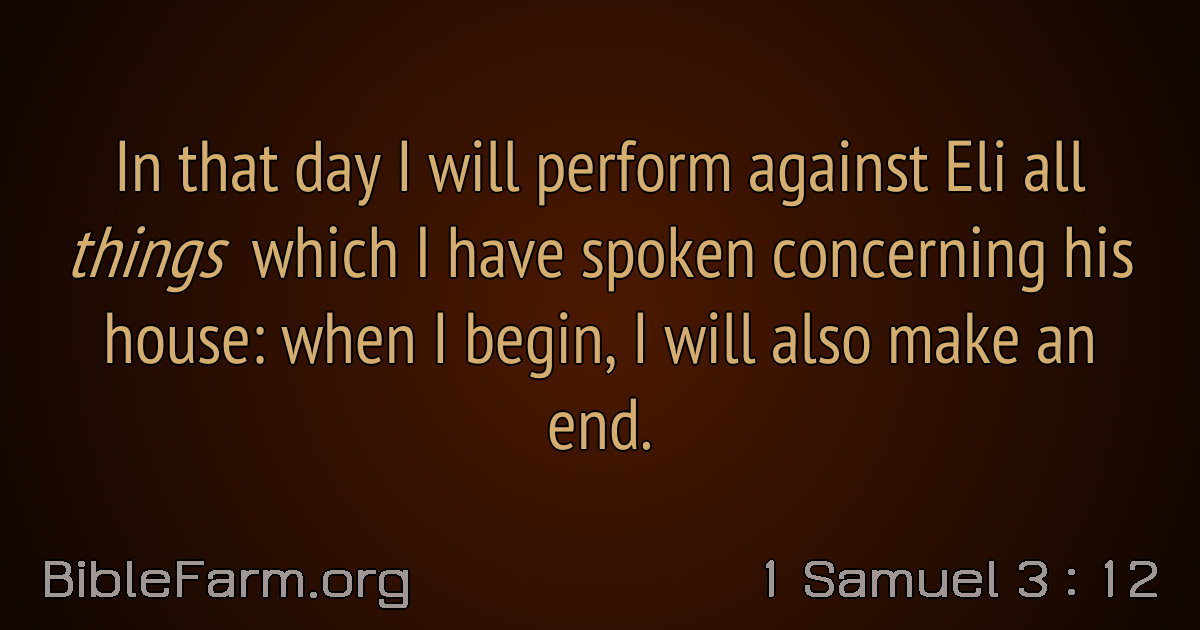 In that day I will perform against Eli all
things which I have spoken concerning his
house: when I begin, I will also make an
end.
BibleFarm.org
1 Samuel 3 : 12